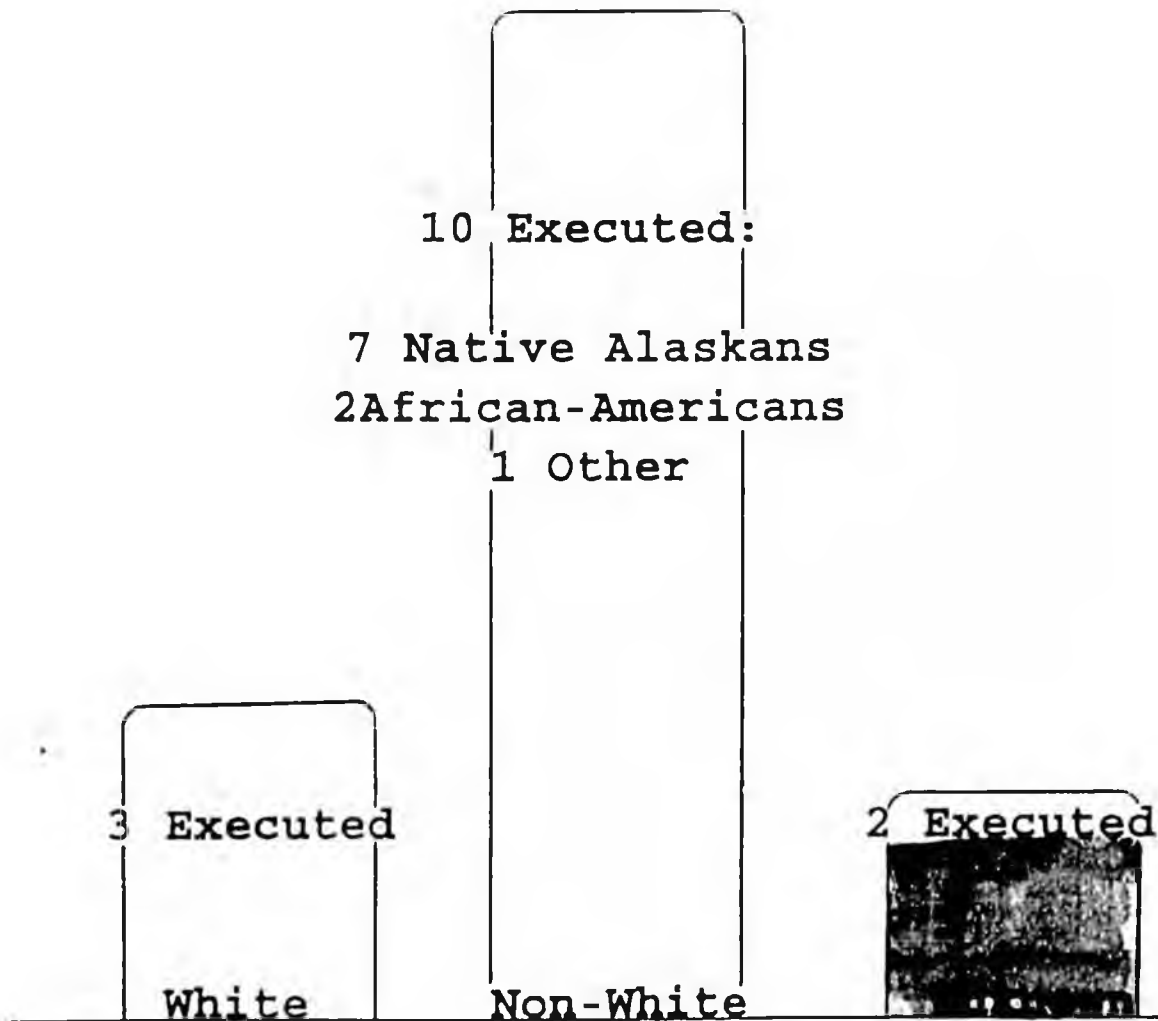 10 Executed:
7 Native Alaskans
2African-Americans
1 Other
3 Executed
2 Executed
White
Non-White